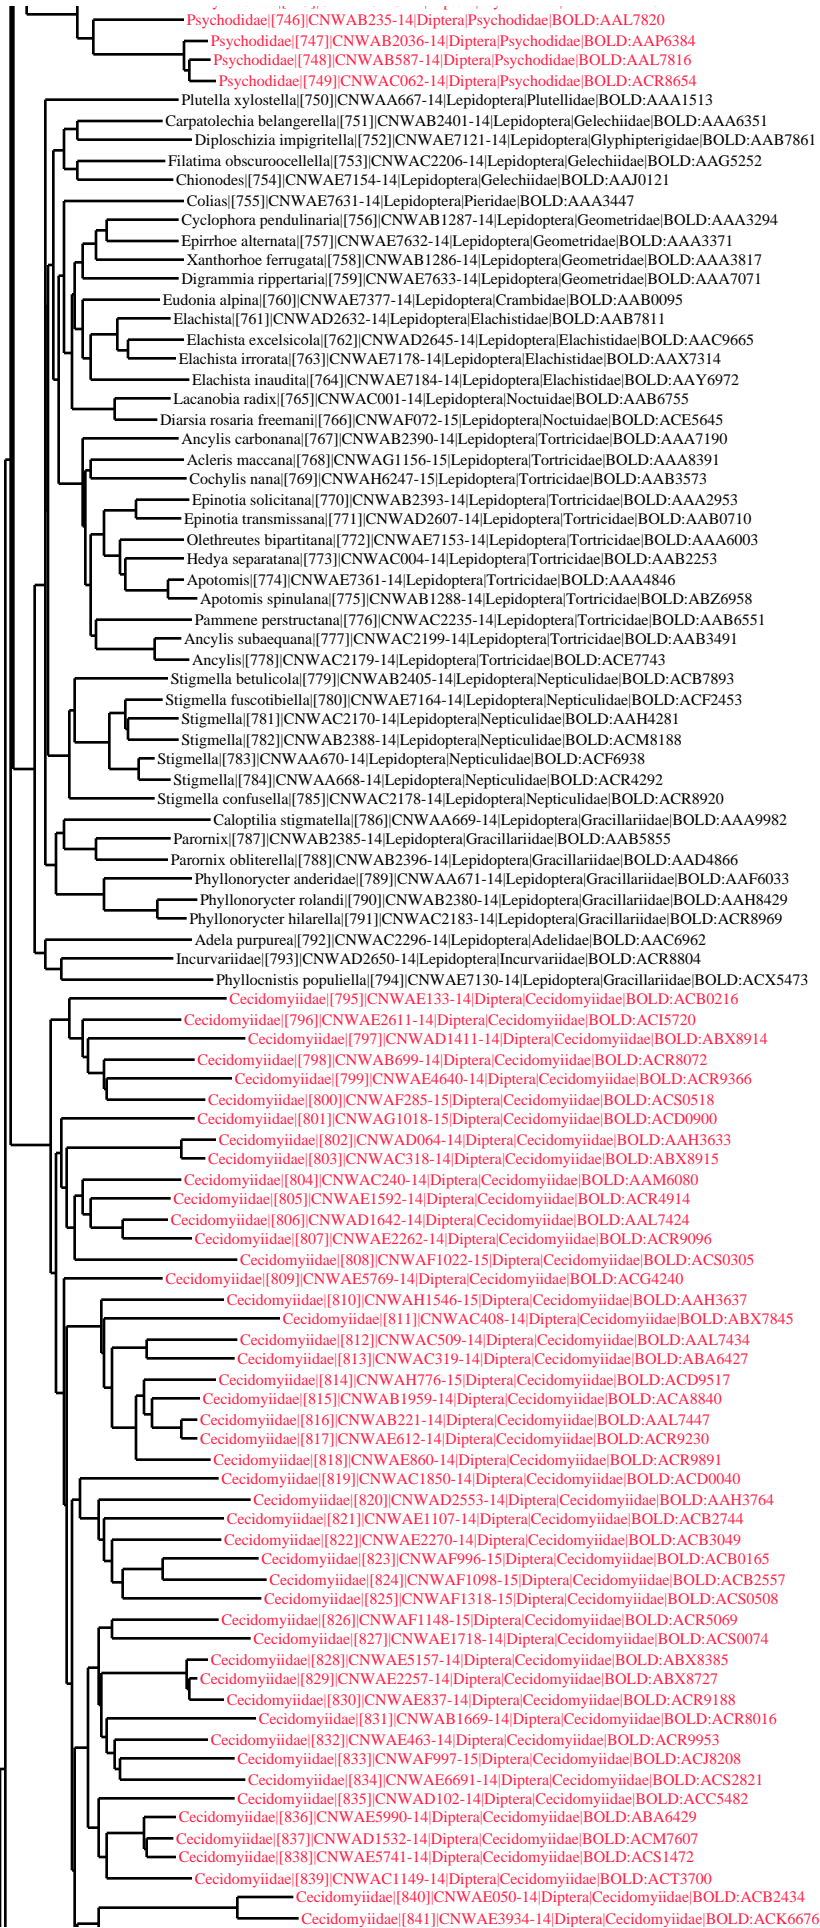 Psychodidae|[746]|CNWAB235-14|Diptera|Psychodidae|BOLD:AAL7820
Psychodidae|[747]|CNWAB2036-14|Diptera|Psychodidae|BOLD:AAP6384
Psychodidae|[748]|CNWAB587-14|Diptera|Psychodidae|BOLD:AAL7816
Psychodidae|[749]|CNWAC062-14|Diptera|Psychodidae|BOLD:ACR8654
Plutella xylostella|[750]|CNWAA667-14|Lepidoptera|Plutellidae|BOLD:AAA1513
Carpatolechia belangerella|[751]|CNWAB2401-14|Lepidoptera|Gelechiidae|BOLD:AAA6351
Diploschizia impigritella|[752]|CNWAE7121-14|Lepidoptera|Glyphipterigidae|BOLD:AAB7861
Filatima obscuroocellella|[753]|CNWAC2206-14|Lepidoptera|Gelechiidae|BOLD:AAG5252
Chionodes|[754]|CNWAE7154-14|Lepidoptera|Gelechiidae|BOLD:AAJ0121
Colias|[755]|CNWAE7631-14|Lepidoptera|Pieridae|BOLD:AAA3447
Cyclophora pendulinaria|[756]|CNWAB1287-14|Lepidoptera|Geometridae|BOLD:AAA3294
Epirrhoe alternata|[757]|CNWAE7632-14|Lepidoptera|Geometridae|BOLD:AAA3371
Xanthorhoe ferrugata|[758]|CNWAB1286-14|Lepidoptera|Geometridae|BOLD:AAA3817
Digrammia rippertaria|[759]|CNWAE7633-14|Lepidoptera|Geometridae|BOLD:AAA7071
Eudonia alpina|[760]|CNWAE7377-14|Lepidoptera|Crambidae|BOLD:AAB0095
Elachista|[761]|CNWAD2632-14|Lepidoptera|Elachistidae|BOLD:AAB7811
Elachista excelsicola|[762]|CNWAD2645-14|Lepidoptera|Elachistidae|BOLD:AAC9665
Elachista irrorata|[763]|CNWAE7178-14|Lepidoptera|Elachistidae|BOLD:AAX7314
Elachista inaudita|[764]|CNWAE7184-14|Lepidoptera|Elachistidae|BOLD:AAY6972
Lacanobia radix|[765]|CNWAC001-14|Lepidoptera|Noctuidae|BOLD:AAB6755
Diarsia rosaria freemani|[766]|CNWAF072-15|Lepidoptera|Noctuidae|BOLD:ACE5645
Ancylis carbonana|[767]|CNWAB2390-14|Lepidoptera|Tortricidae|BOLD:AAA7190
Acleris maccana|[768]|CNWAG1156-15|Lepidoptera|Tortricidae|BOLD:AAA8391
Cochylis nana|[769]|CNWAH6247-15|Lepidoptera|Tortricidae|BOLD:AAB3573
Epinotia solicitana|[770]|CNWAB2393-14|Lepidoptera|Tortricidae|BOLD:AAA2953
Epinotia transmissana|[771]|CNWAD2607-14|Lepidoptera|Tortricidae|BOLD:AAB0710
Olethreutes bipartitana|[772]|CNWAE7153-14|Lepidoptera|Tortricidae|BOLD:AAA6003
Hedya separatana|[773]|CNWAC004-14|Lepidoptera|Tortricidae|BOLD:AAB2253
Apotomis|[774]|CNWAE7361-14|Lepidoptera|Tortricidae|BOLD:AAA4846
Apotomis spinulana|[775]|CNWAB1288-14|Lepidoptera|Tortricidae|BOLD:ABZ6958
Pammene perstructana|[776]|CNWAC2235-14|Lepidoptera|Tortricidae|BOLD:AAB6551
Ancylis subaequana|[777]|CNWAC2199-14|Lepidoptera|Tortricidae|BOLD:AAB3491
Ancylis|[778]|CNWAC2179-14|Lepidoptera|Tortricidae|BOLD:ACE7743
Stigmella betulicola|[779]|CNWAB2405-14|Lepidoptera|Nepticulidae|BOLD:ACB7893
Stigmella fuscotibiella|[780]|CNWAE7164-14|Lepidoptera|Nepticulidae|BOLD:ACF2453
Stigmella|[781]|CNWAC2170-14|Lepidoptera|Nepticulidae|BOLD:AAH4281
Stigmella|[782]|CNWAB2388-14|Lepidoptera|Nepticulidae|BOLD:ACM8188
Stigmella|[783]|CNWAA670-14|Lepidoptera|Nepticulidae|BOLD:ACF6938
Stigmella|[784]|CNWAA668-14|Lepidoptera|Nepticulidae|BOLD:ACR4292
Stigmella confusella|[785]|CNWAC2178-14|Lepidoptera|Nepticulidae|BOLD:ACR8920
Caloptilia stigmatella|[786]|CNWAA669-14|Lepidoptera|Gracillariidae|BOLD:AAA9982
Parornix|[787]|CNWAB2385-14|Lepidoptera|Gracillariidae|BOLD:AAB5855
Parornix obliterella|[788]|CNWAB2396-14|Lepidoptera|Gracillariidae|BOLD:AAD4866
Phyllonorycter anderidae|[789]|CNWAA671-14|Lepidoptera|Gracillariidae|BOLD:AAF6033
Phyllonorycter rolandi|[790]|CNWAB2380-14|Lepidoptera|Gracillariidae|BOLD:AAH8429
Phyllonorycter hilarella|[791]|CNWAC2183-14|Lepidoptera|Gracillariidae|BOLD:ACR8969
Adela purpurea|[792]|CNWAC2296-14|Lepidoptera|Adelidae|BOLD:AAC6962
Incurvariidae|[793]|CNWAD2650-14|Lepidoptera|Incurvariidae|BOLD:ACR8804
Phyllocnistis populiella|[794]|CNWAE7130-14|Lepidoptera|Gracillariidae|BOLD:ACX5473
Cecidomyiidae|[795]|CNWAE133-14|Diptera|Cecidomyiidae|BOLD:ACB0216
Cecidomyiidae|[796]|CNWAE2611-14|Diptera|Cecidomyiidae|BOLD:ACI5720
Cecidomyiidae|[797]|CNWAD1411-14|Diptera|Cecidomyiidae|BOLD:ABX8914
Cecidomyiidae|[798]|CNWAB699-14|Diptera|Cecidomyiidae|BOLD:ACR8072
Cecidomyiidae|[799]|CNWAE4640-14|Diptera|Cecidomyiidae|BOLD:ACR9366
Cecidomyiidae|[800]|CNWAF285-15|Diptera|Cecidomyiidae|BOLD:ACS0518
Cecidomyiidae|[801]|CNWAG1018-15|Diptera|Cecidomyiidae|BOLD:ACD0900
Cecidomyiidae|[802]|CNWAD064-14|Diptera|Cecidomyiidae|BOLD:AAH3633
Cecidomyiidae|[803]|CNWAC318-14|Diptera|Cecidomyiidae|BOLD:ABX8915
Cecidomyiidae|[804]|CNWAC240-14|Diptera|Cecidomyiidae|BOLD:AAM6080
Cecidomyiidae|[805]|CNWAE1592-14|Diptera|Cecidomyiidae|BOLD:ACR4914
Cecidomyiidae|[806]|CNWAD1642-14|Diptera|Cecidomyiidae|BOLD:AAL7424
Cecidomyiidae|[807]|CNWAE2262-14|Diptera|Cecidomyiidae|BOLD:ACR9096
Cecidomyiidae|[808]|CNWAF1022-15|Diptera|Cecidomyiidae|BOLD:ACS0305
Cecidomyiidae|[809]|CNWAE5769-14|Diptera|Cecidomyiidae|BOLD:ACG4240
Cecidomyiidae|[810]|CNWAH1546-15|Diptera|Cecidomyiidae|BOLD:AAH3637
Cecidomyiidae|[811]|CNWAC408-14|Diptera|Cecidomyiidae|BOLD:ABX7845
Cecidomyiidae|[812]|CNWAC509-14|Diptera|Cecidomyiidae|BOLD:AAL7434
Cecidomyiidae|[813]|CNWAC319-14|Diptera|Cecidomyiidae|BOLD:ABA6427
Cecidomyiidae|[814]|CNWAH776-15|Diptera|Cecidomyiidae|BOLD:ACD9517
Cecidomyiidae|[815]|CNWAB1959-14|Diptera|Cecidomyiidae|BOLD:ACA8840
Cecidomyiidae|[816]|CNWAB221-14|Diptera|Cecidomyiidae|BOLD:AAL7447
Cecidomyiidae|[817]|CNWAE612-14|Diptera|Cecidomyiidae|BOLD:ACR9230
Cecidomyiidae|[818]|CNWAE860-14|Diptera|Cecidomyiidae|BOLD:ACR9891
Cecidomyiidae|[819]|CNWAC1850-14|Diptera|Cecidomyiidae|BOLD:ACD0040
Cecidomyiidae|[820]|CNWAD2553-14|Diptera|Cecidomyiidae|BOLD:AAH3764
Cecidomyiidae|[821]|CNWAE1107-14|Diptera|Cecidomyiidae|BOLD:ACB2744
Cecidomyiidae|[822]|CNWAE2270-14|Diptera|Cecidomyiidae|BOLD:ACB3049
Cecidomyiidae|[823]|CNWAF996-15|Diptera|Cecidomyiidae|BOLD:ACB0165
Cecidomyiidae|[824]|CNWAF1098-15|Diptera|Cecidomyiidae|BOLD:ACB2557
Cecidomyiidae|[825]|CNWAF1318-15|Diptera|Cecidomyiidae|BOLD:ACS0508
Cecidomyiidae|[826]|CNWAF1148-15|Diptera|Cecidomyiidae|BOLD:ACR5069
Cecidomyiidae|[827]|CNWAE1718-14|Diptera|Cecidomyiidae|BOLD:ACS0074
Cecidomyiidae|[828]|CNWAE5157-14|Diptera|Cecidomyiidae|BOLD:ABX8385
Cecidomyiidae|[829]|CNWAE2257-14|Diptera|Cecidomyiidae|BOLD:ABX8727
Cecidomyiidae|[830]|CNWAE837-14|Diptera|Cecidomyiidae|BOLD:ACR9188
Cecidomyiidae|[831]|CNWAB1669-14|Diptera|Cecidomyiidae|BOLD:ACR8016
Cecidomyiidae|[832]|CNWAE463-14|Diptera|Cecidomyiidae|BOLD:ACR9953
Cecidomyiidae|[833]|CNWAF997-15|Diptera|Cecidomyiidae|BOLD:ACJ8208
Cecidomyiidae|[834]|CNWAE6691-14|Diptera|Cecidomyiidae|BOLD:ACS2821
Cecidomyiidae|[835]|CNWAD102-14|Diptera|Cecidomyiidae|BOLD:ACC5482
Cecidomyiidae|[836]|CNWAE5990-14|Diptera|Cecidomyiidae|BOLD:ABA6429
Cecidomyiidae|[837]|CNWAD1532-14|Diptera|Cecidomyiidae|BOLD:ACM7607
Cecidomyiidae|[838]|CNWAE5741-14|Diptera|Cecidomyiidae|BOLD:ACS1472
Cecidomyiidae|[839]|CNWAC1149-14|Diptera|Cecidomyiidae|BOLD:ACT3700
Cecidomyiidae|[840]|CNWAE050-14|Diptera|Cecidomyiidae|BOLD:ACB2434
Cecidomyiidae|[841]|CNWAE3934-14|Diptera|Cecidomyiidae|BOLD:ACK6676